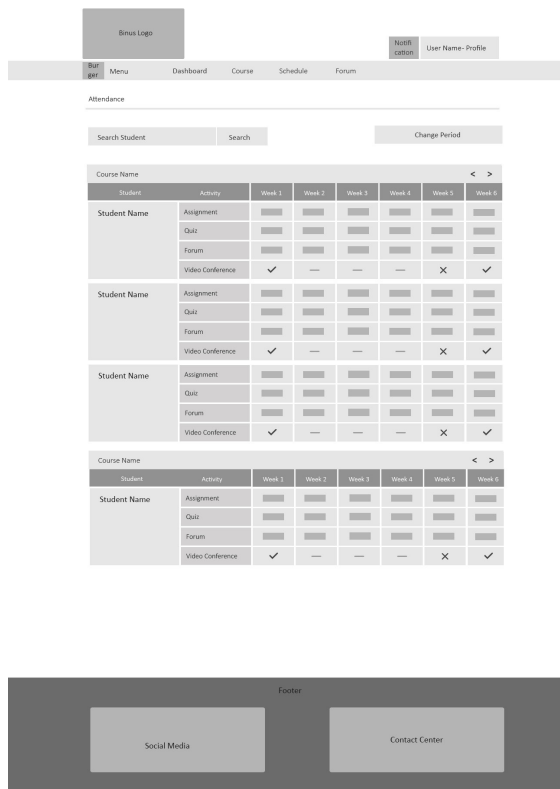 Binus Logo
Notifi
cation
User Name- Profile
Bur
ger
Menu
Dashboard
Course
Schedule
Forum
Attendance
Search Student
Search
Change Period
Course Name < >
Student Activity Week 1 Week 2 Week 3 Week 4 Week 5 Week 6
Student Name Assignment
Quiz
Forum
Video Conference
Student Name Assignment
Quiz
Forum
Video Conference
Student Name Assignment
Quiz
Forum
Video Conference
Course Name < >
Student Activity Week 1 Week 2 Week 3 Week 4 Week 5 Week 6
Student Name Assignment
Quiz
Forum
Video Conference
Footer
Social Media
Contact Center